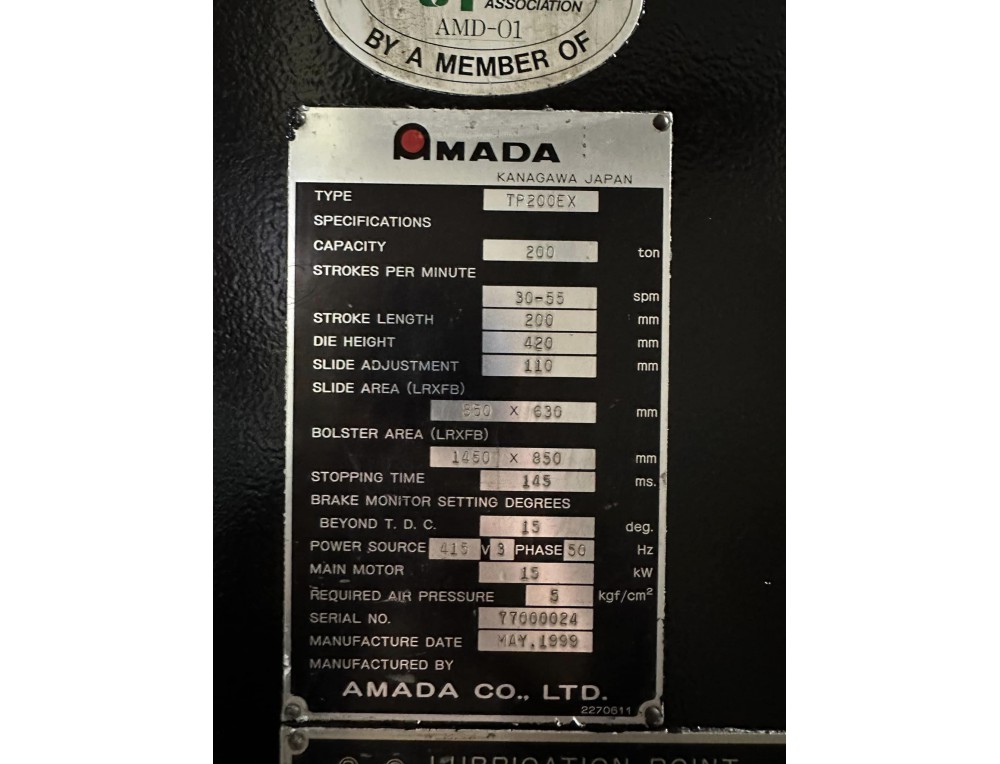 ASSOCIATION
AMD-01
BY A MEMBER OF
AMADA
KANAGAWA JAPAN
TYPE TP200EX
SPECIFICATIONS
CAPACITY 200 ton
STROKES PER MINUTE
30-55 spm
STROKE LENGTH 200 mm
DIE HEIGHT 420 mm
SLIDE ADJUSTMENT 110 mm
SLIDE AREA (LRXFB)
X 630 mm
BOLSTER AREA (LRXFB)
1460 X 850 mm
STOPPING TIME 145 ms.
BRAKE MONITOR SETTING DEGREES
BEYOND T. D. C. 15 deg.
POWER SOURCE 415 V 3 PHASE 50 Hz
MAIN MOTOR 15 kW
REQUIRED AIR PRESSURE 5 kgf/cm²
SERIAL NO.
MANUFACTURE DATE MAY,1999
MANUFACTURED BY
AMADA CO., LTD.
2270611
LUBRICATION POINT